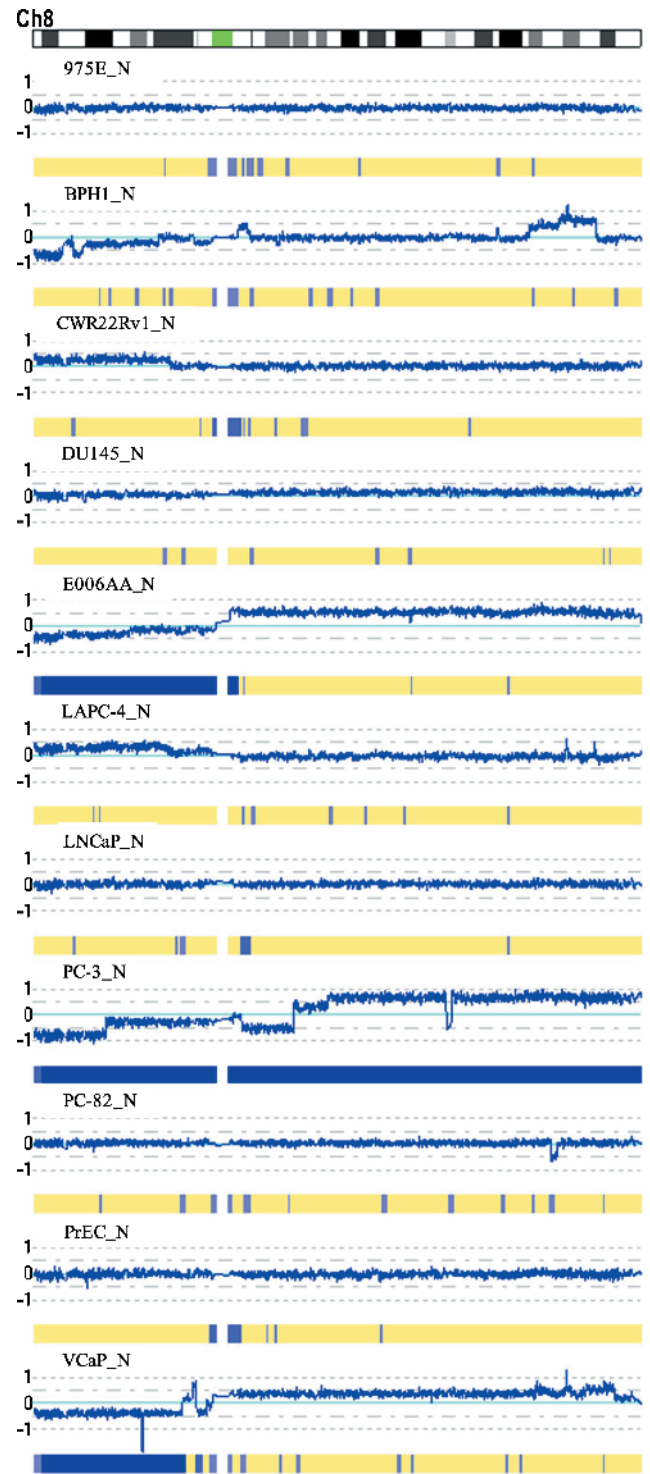 Ch8
975E_N
1
0
-1
BPH1_N
1
0
-1
CWR22Rv1_N
1
0
-1
DU145_N
1
0
-1
E006AA_N
1
0
-1
LAPC-4_N
1
0
-1
LNCaP_N
1
0
-1
PC-3_N
1
0
-1
PC-82_N
1
0
-1
PrEC_N
1
0
-1
VCaP_N
1
0
-1